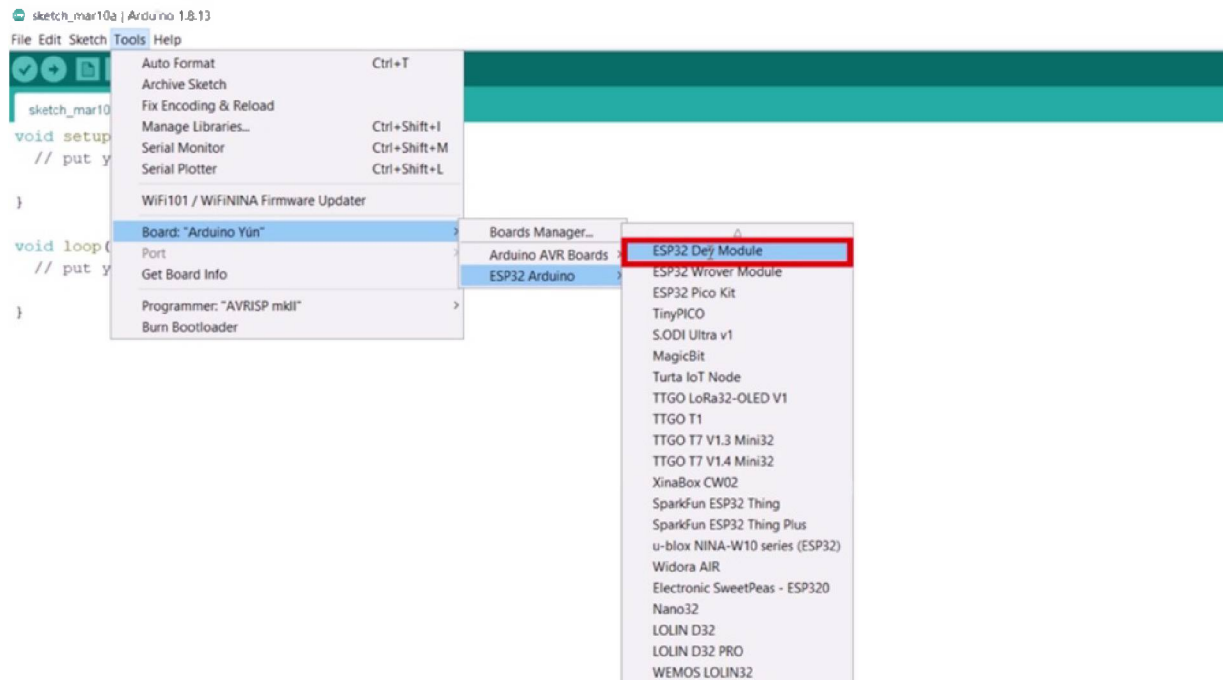 sketch_mar10a | Arduino 1.8.13
File Edit Sketch Tools Help
sketch_mar10
void setup
// put y
}
void loop(
// put y
}
Auto Format Ctrl+T
Archive Sketch
Fix Encoding & Reload
Manage Libraries... Ctrl+Shift+I
Serial Monitor Ctrl+Shift+M
Serial Plotter Ctrl+Shift+L
WiFi101 / WiFiNINA Firmware Updater
Board: "Arduino Yún"
Port
Get Board Info
Programmer: "AVRISP mkII"
Burn Bootloader
Boards Manager...
Arduino AVR Boards
ESP32 Arduino
ESP32 Dev Module
ESP32 Wrover Module
ESP32 Pico Kit
TinyPICO
S.ODI Ultra v1
MagicBit
Turta IoT Node
TTGO LoRa32-OLED V1
TTGO T1
TTGO T7 V1.3 Mini32
TTGO T7 V1.4 Mini32
XinaBox CW02
SparkFun ESP32 Thing
SparkFun ESP32 Thing Plus
u-blox NINA-W10 series (ESP32)
Widora AIR
Electronic SweetPeas - ESP320
Nano32
LOLIN D32
LOLIN D32 PRO
WEMOS LOLIN32